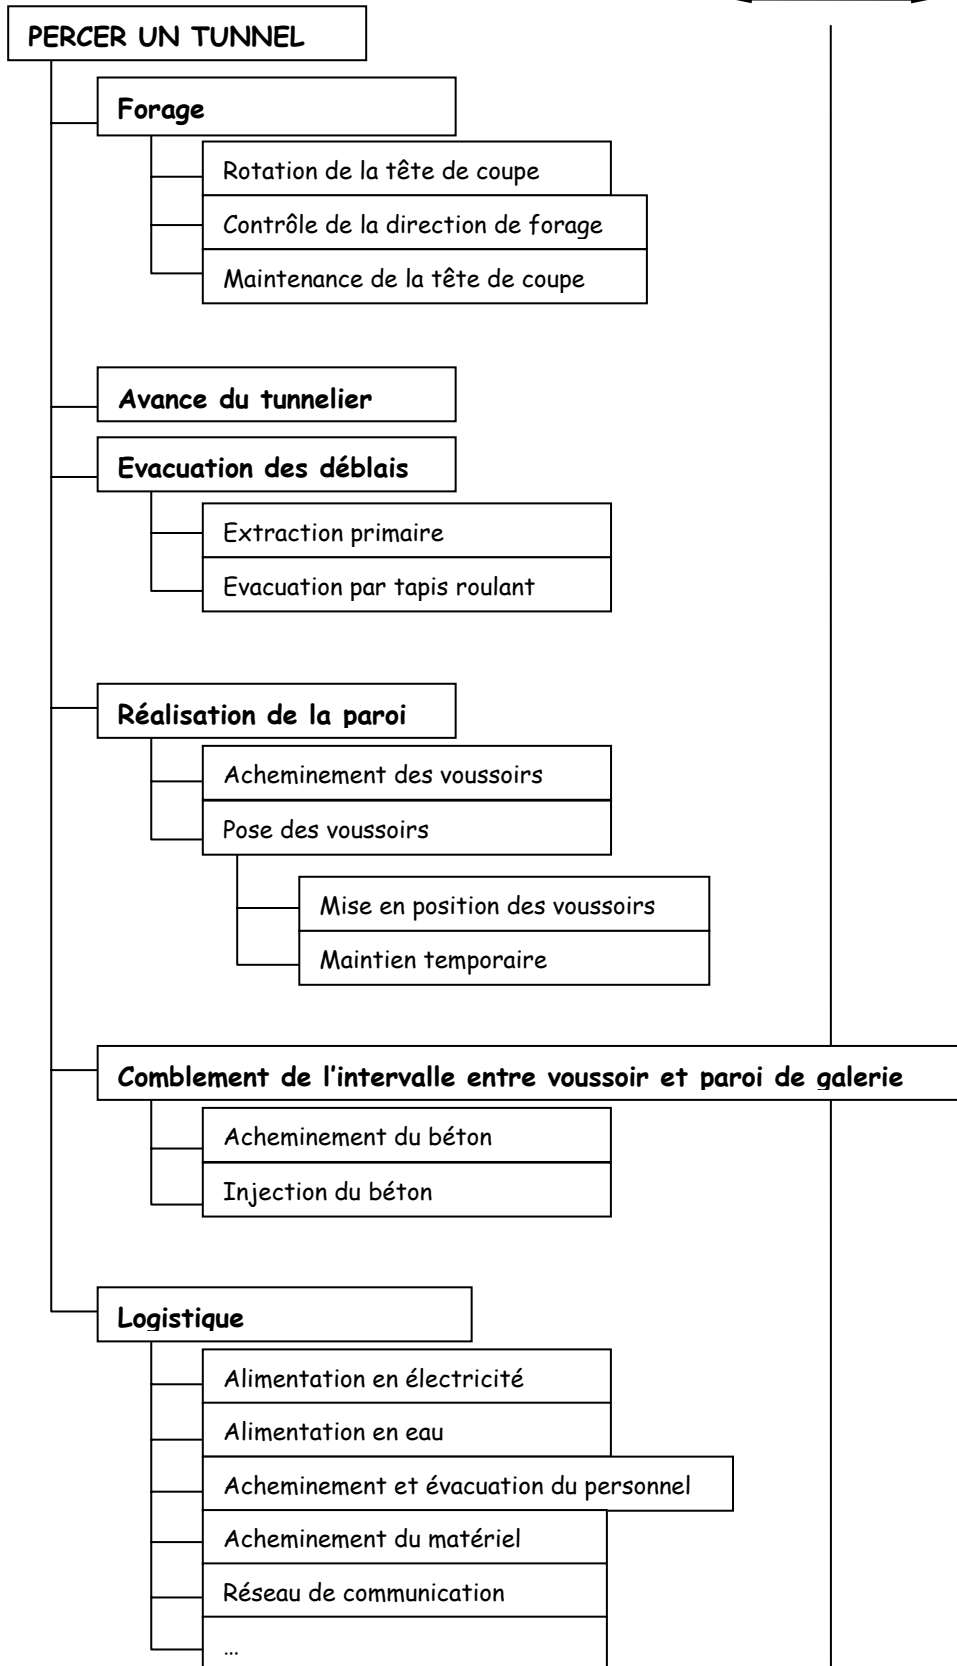 PERCER UN TUNNEL
Forage
Rotation de la tête de coupe
Contrôle de la direction de forage
Maintenance de la tête de coupe
Avance du tunnelier
Evacuation des déblais
Extraction primaire
Evacuation par tapis roulant
Réalisation de la paroi
Acheminement des voussoirs
Pose des voussoirs
Mise en position des voussoirs
Maintien temporaire
Comblement de l'intervalle entre voussoir et paroi de galerie
Acheminement du béton
Injection du béton
Logistique
Alimentation en électricité
Alimentation en eau
Acheminement et évacuation du personnel
Acheminement du matériel
Réseau de communication
…